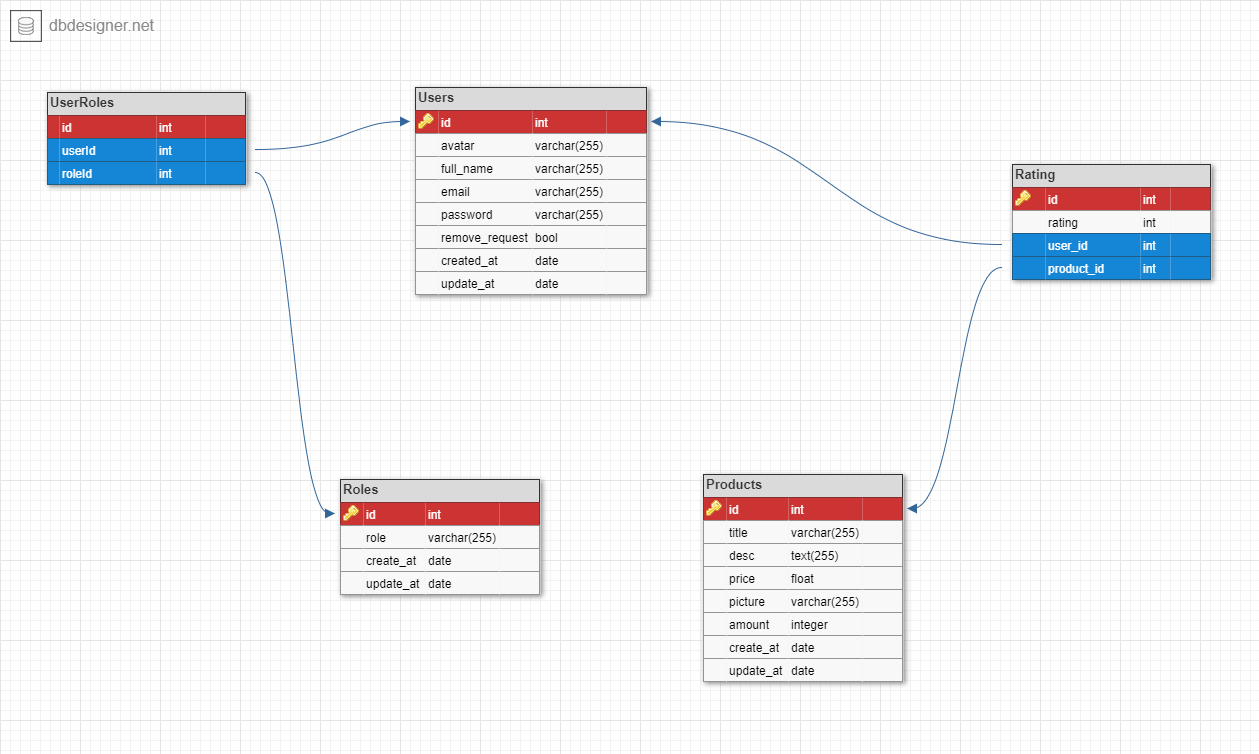 dbdesigner.net
UserRoles
id int
userId int
roleId int
Users
id int
avatar varchar(255)
full_name varchar(255)
email varchar(255)
password varchar(255)
remove_request bool
created_at date
update_at date
Rating
id int
rating int
user_id int
product_id int
Roles
id int
role varchar(255)
create_at date
update_at date
Products
id int
title varchar(255)
desc text(255)
price float
picture varchar(255)
amount integer
create_at date
update_at date